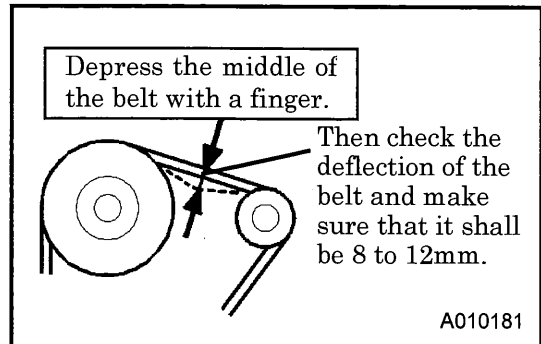 Depress the middle of
the belt with a finger.
Then check the
deflection of the
belt and make
sure that it shall
be 8 to 12mm.
A010181